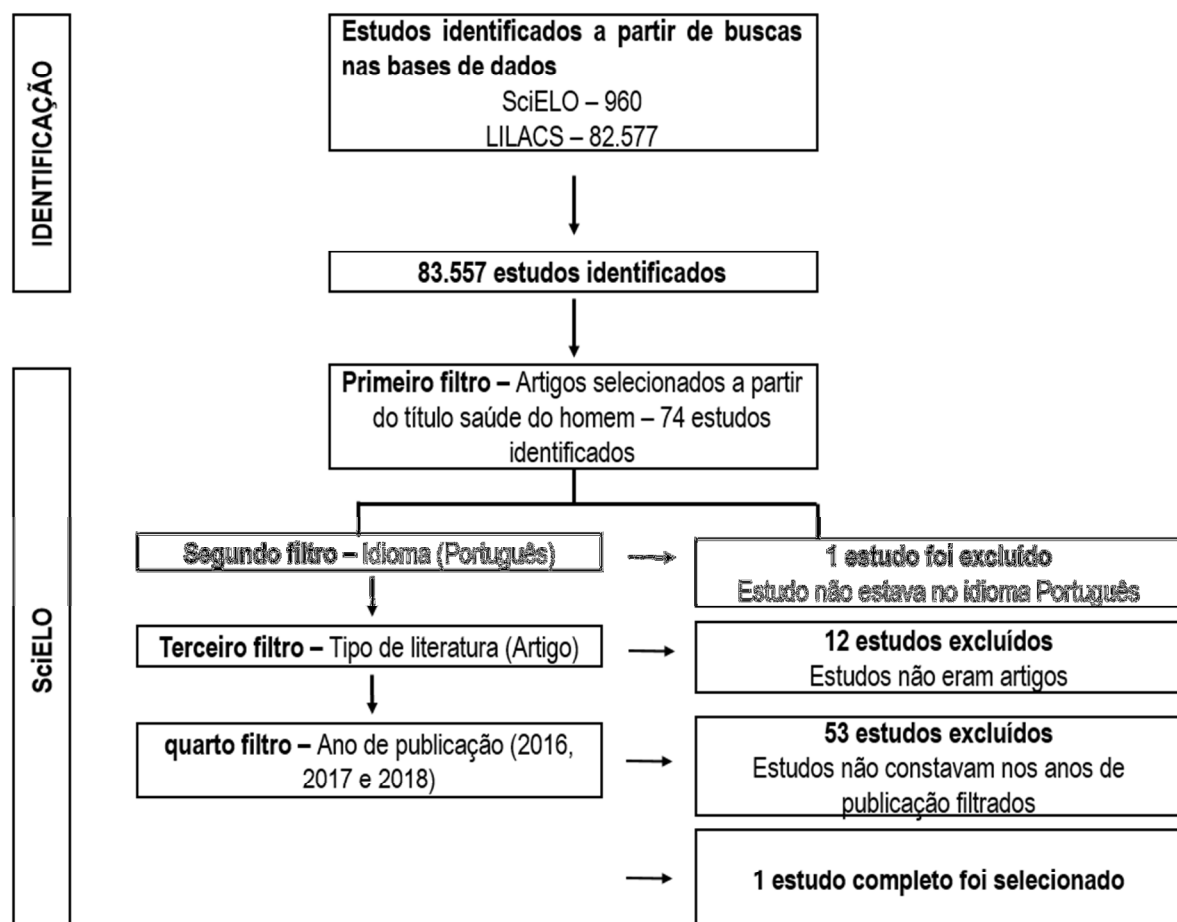 IDENTIFICAÇÃO
Estudos identificados a partir de buscas
nas bases de dados
SciELO – 960
LILACS – 82.577
83.557 estudos identificados
SciELO
Primeiro filtro – Artigos selecionados a partir
do título saúde do homem – 74 estudos
identificados
Segundo filtro – Idioma (Português)
1 estudo foi excluído
Estudo não estava no idioma Português
Terceiro filtro – Tipo de literatura (Artigo)
12 estudos excluídos
Estudos não eram artigos
quarto filtro – Ano de publicação (2016,
2017 e 2018)
53 estudos excluídos
Estudos não constavam nos anos de
publicação filtrados
1 estudo completo foi selecionado